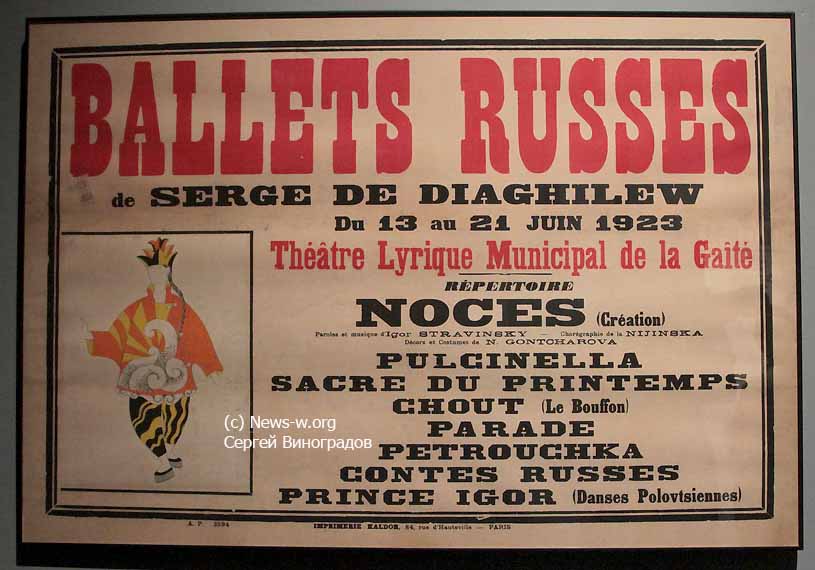 BALLETS RUSSES
de SERGE DE DIAGHILEW
Du 13 au 21 JUIN 1923
Théâtre Lyrique Municipal de la Gaîté
RÉPERTOIRE
NOCES (Création)
Paroles et musique d'Igor STRAVINSKY — Chorégraphie de la NIJINSKA
Décors et Costumes de N. GONTCHAROVA
PULCINELLA
SACRE DU PRINTEMPS
CHOUT (Le Bouffon)
PARADE
PETROUCHKA
CONTES RUSSES
PRINCE IGOR (Danses Polovtsiennes)
(c) News-w.org
Сергей Виноградов
IMPRIMERIE KALDOR, 84, rue d'Hauteville — PARIS